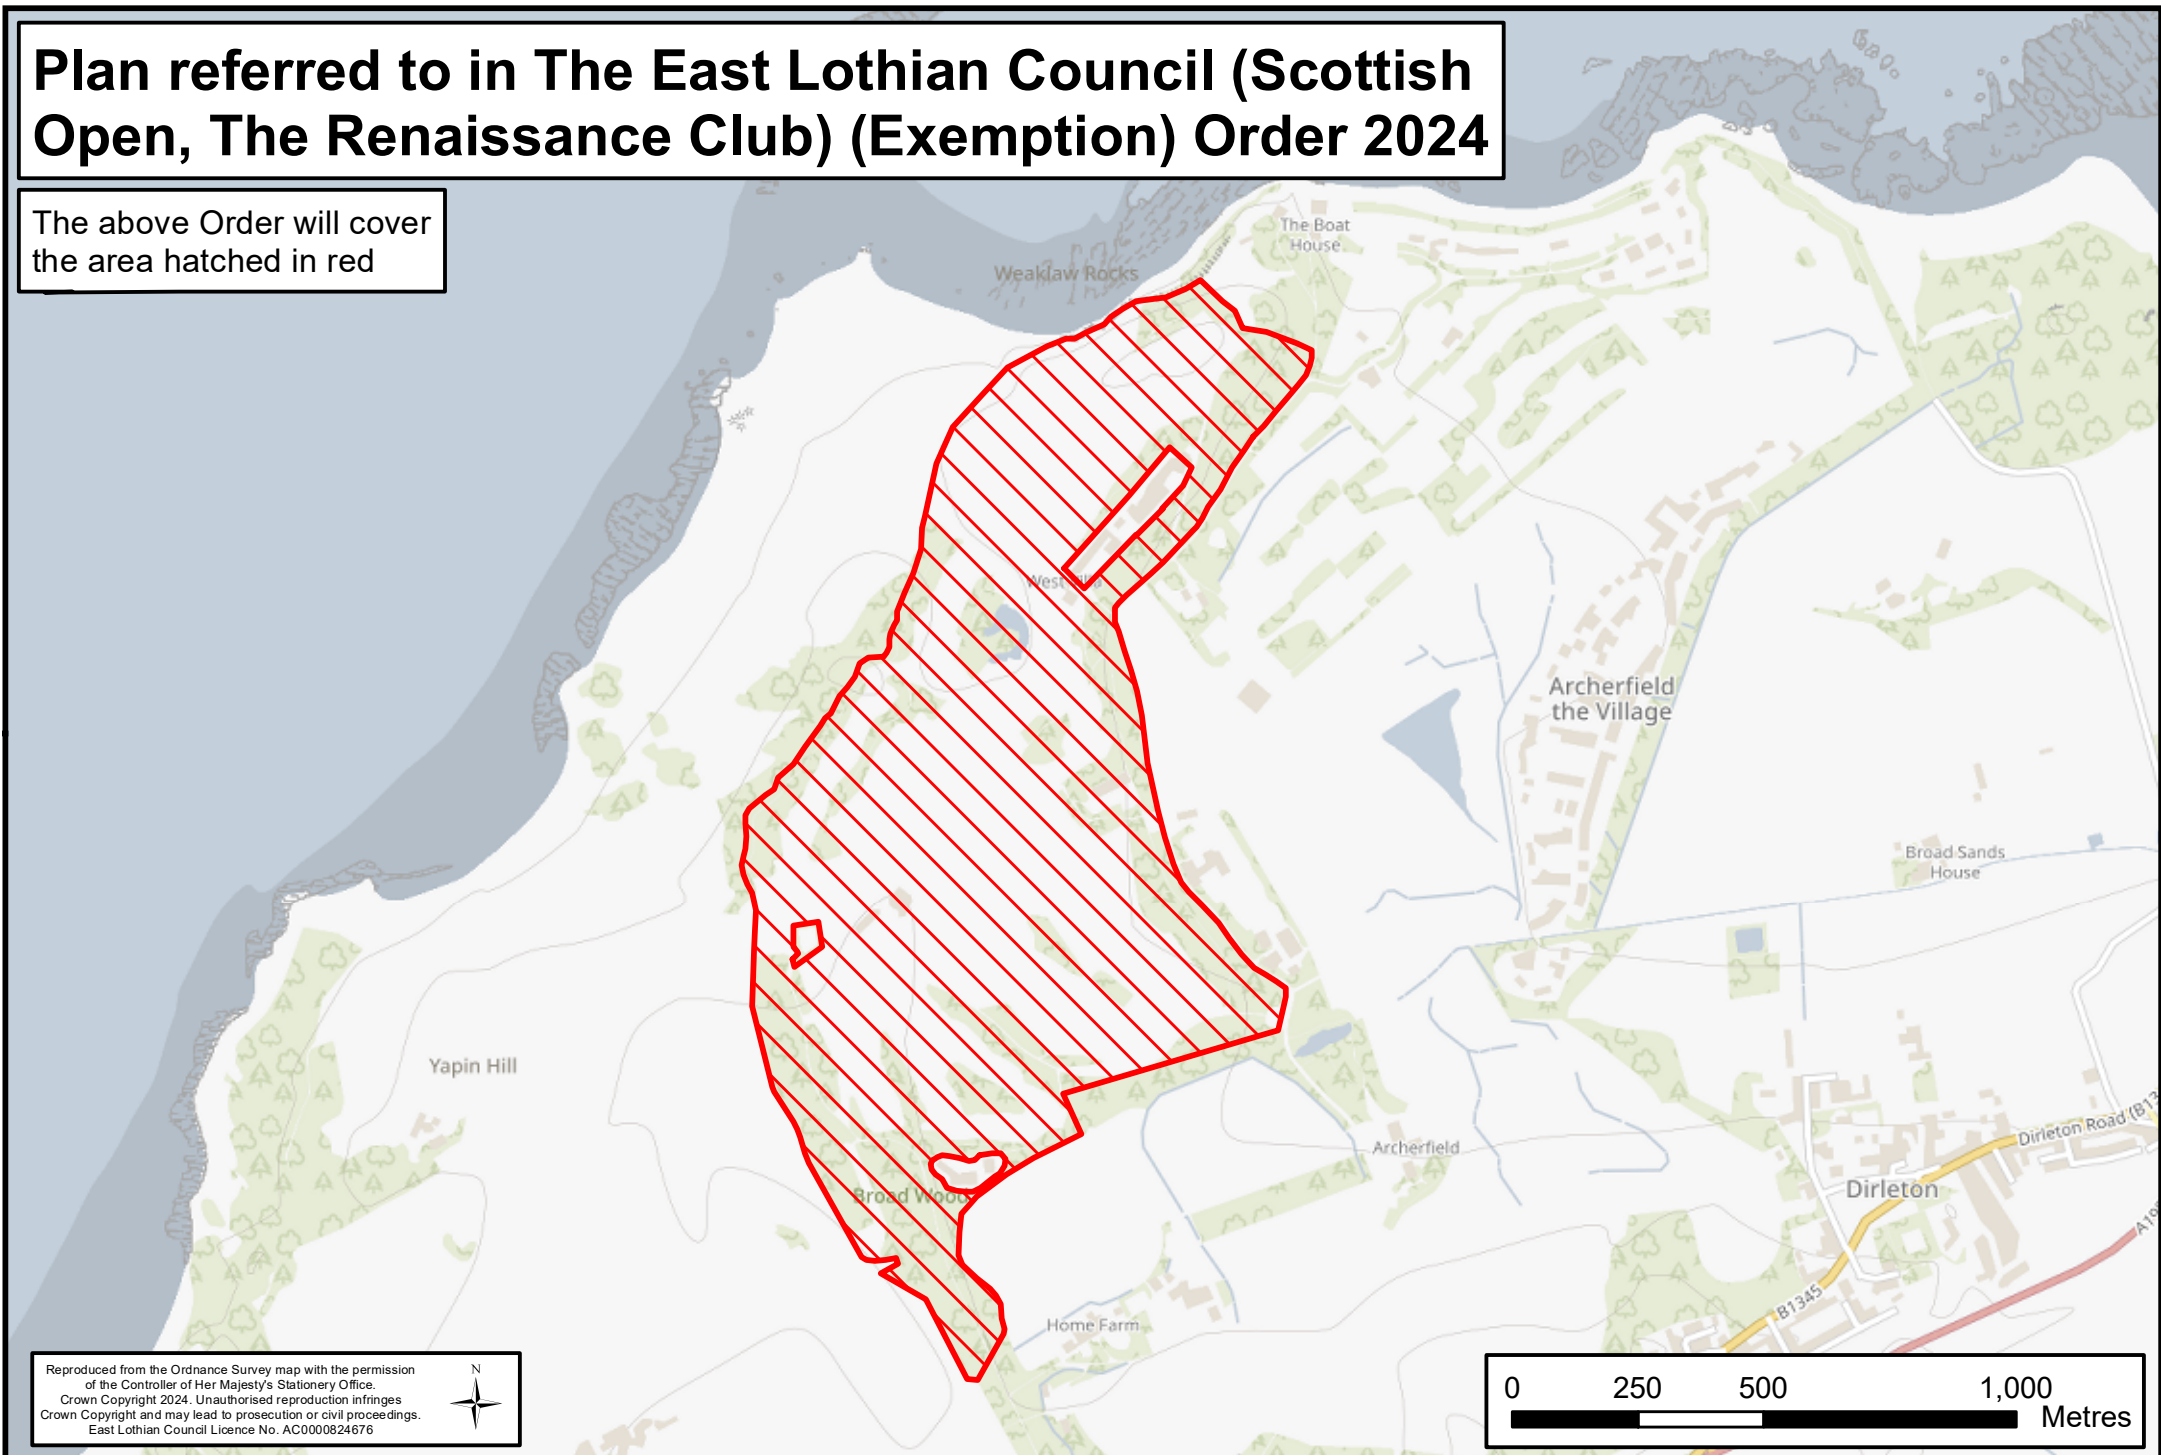 Plan referred to in The East Lothian Council (Scottish
Open, The Renaissance Club) (Exemption) Order 2024
The above Order will cover
the area hatched in red
The Boat
House
Weaklaw Rocks
Archerfield
the Village
Broad Sands
House
Yapin Hill
Archerfield
Dirleton Road (B13
Dirleton
Broad Wood
A198
B1345
Home Farm
Reproduced from the Ordnance Survey map with the permission
of the Controller of Her Majesty's Stationery Office.
Crown Copyright 2024. Unauthorised reproduction infringes
Crown Copyright and may lead to prosecution or civil proceedings.
East Lothian Council Licence No. AC0000824676
N
0 250 500 1,000
Metres